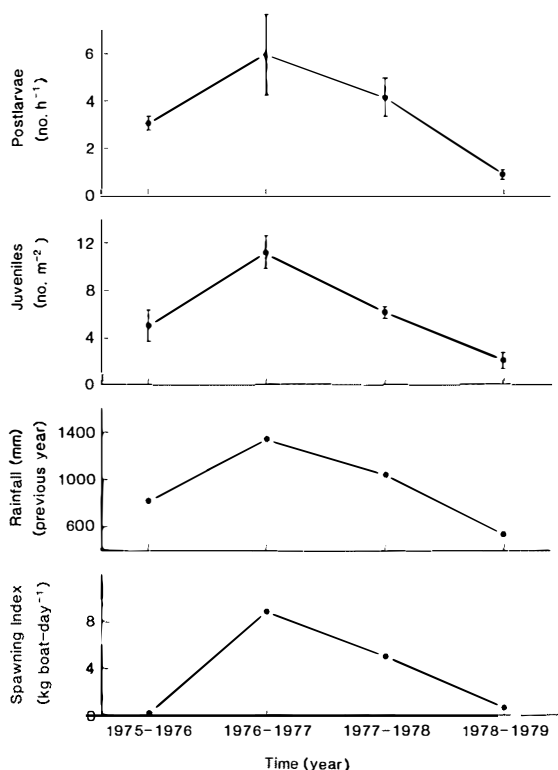 Postlarvae
(no. h⁻¹)
6
4
2
0
Juveniles
(no. m⁻²)
12
8
4
0
Rainfall (mm)
(previous year)
1400
1000
600
Spawning Index
(kg boat-day⁻¹)
8
4
0
1975-1976 1976-1977 1977-1978 1978-1979
Time (year)